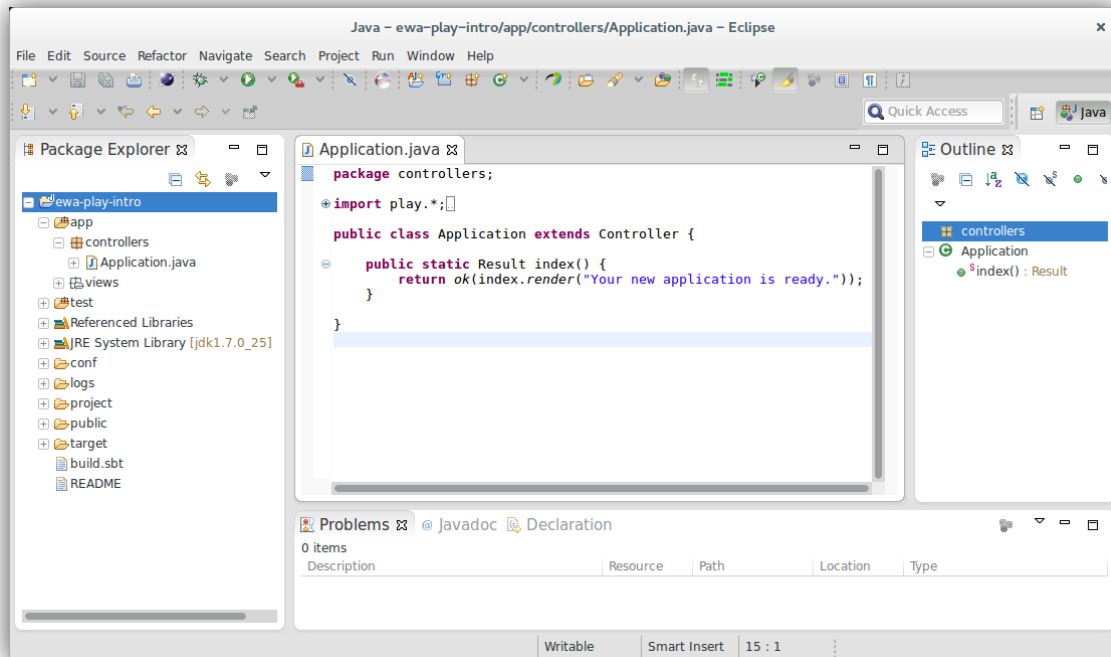 Java – ewa-play-intro/app/controllers/Application.java – Eclipse
File Edit Source Refactor Navigate Search Project Run Window Help
Quick Access
Java
Package Explorer
ewa-play-intro
app
controllers
Application.java
views
test
Referenced Libraries
JRE System Library [jdk1.7.0_25]
conf
logs
project
public
target
build.sbt
README
Application.java
package controllers;
import play.*;
public class Application extends Controller {
public static Result index() {
return ok(index.render("Your new application is ready."));
}
}
Outline
controllers
Application
index() : Result
Problems @ Javadoc Declaration
0 items
Description Resource Path Location Type
Writable Smart Insert 15 : 1